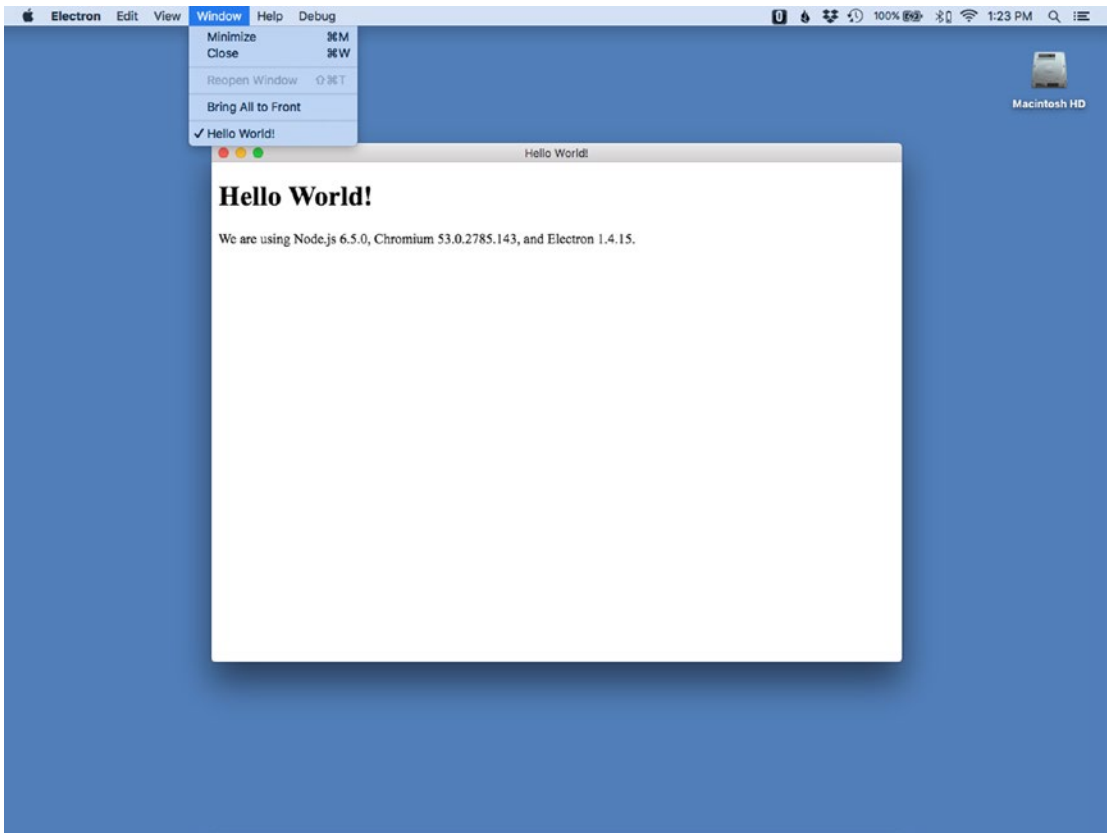 Electron Edit View Window Help Debug 100% 1:23 PM
Minimize ⌘M
Close ⌘W
Reopen Window ⇧⌘T
Bring All to Front
✓ Hello World!
Macintosh HD
Hello World!
Hello World!
We are using Node.js 6.5.0, Chromium 53.0.2785.143, and Electron 1.4.15.